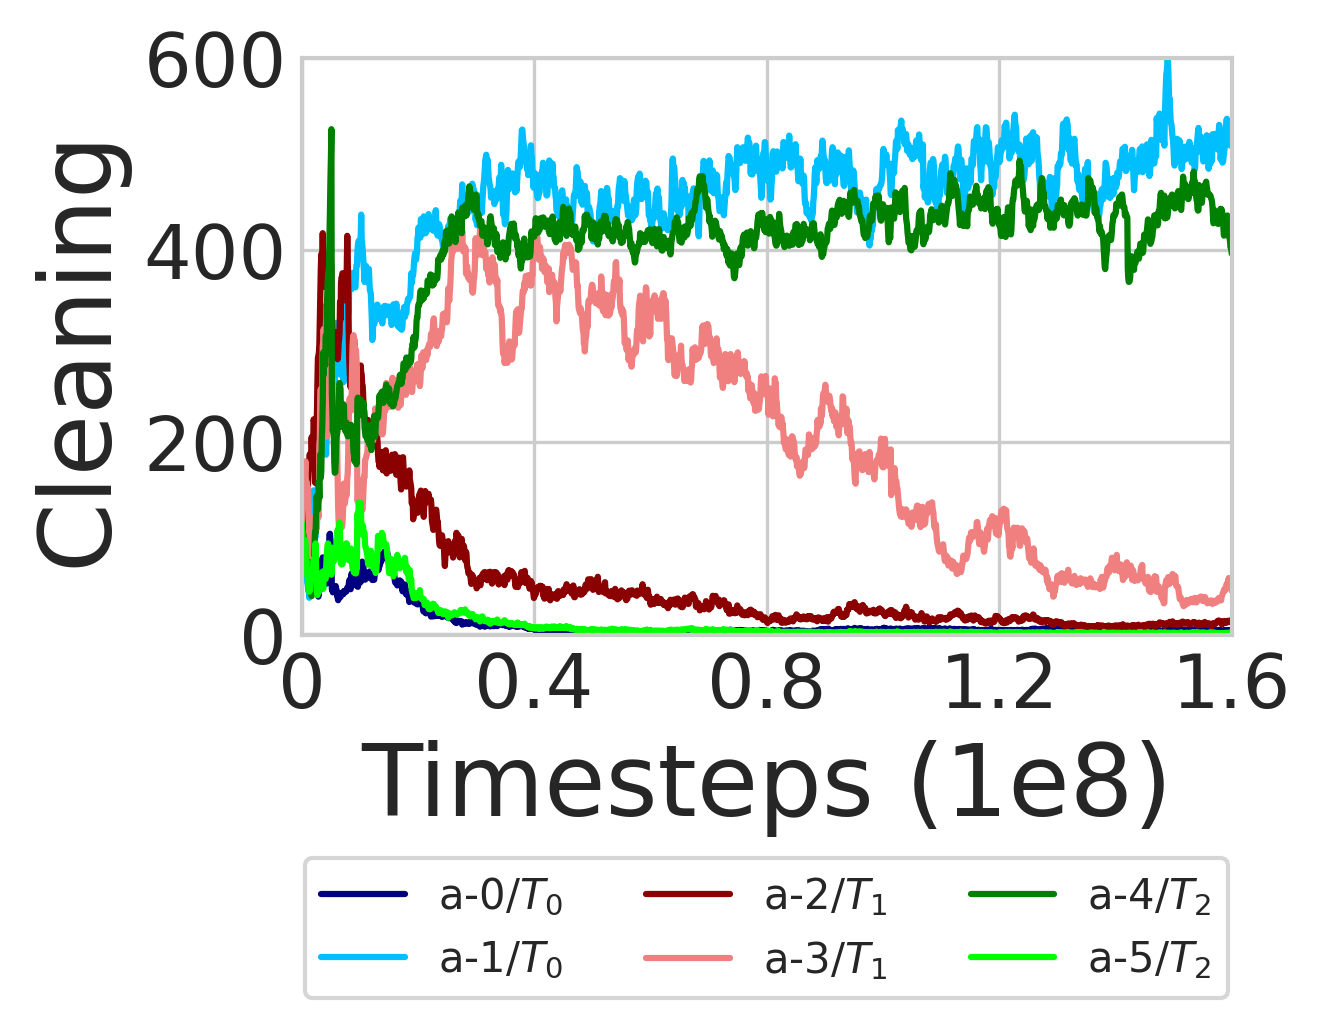 Cleaning
600
400
200
0
0 0.4 0.8 1.2 1.6
Timesteps (1e8)
a-0/T₀ a-2/T₁ a-4/T₂
a-1/T₀ a-3/T₁ a-5/T₂